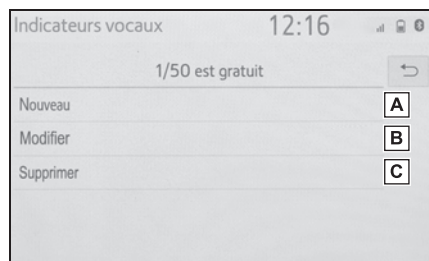 Indicateurs vocaux 12:16
1/50 est gratuit
Nouveau A
Modifier B
Supprimer C